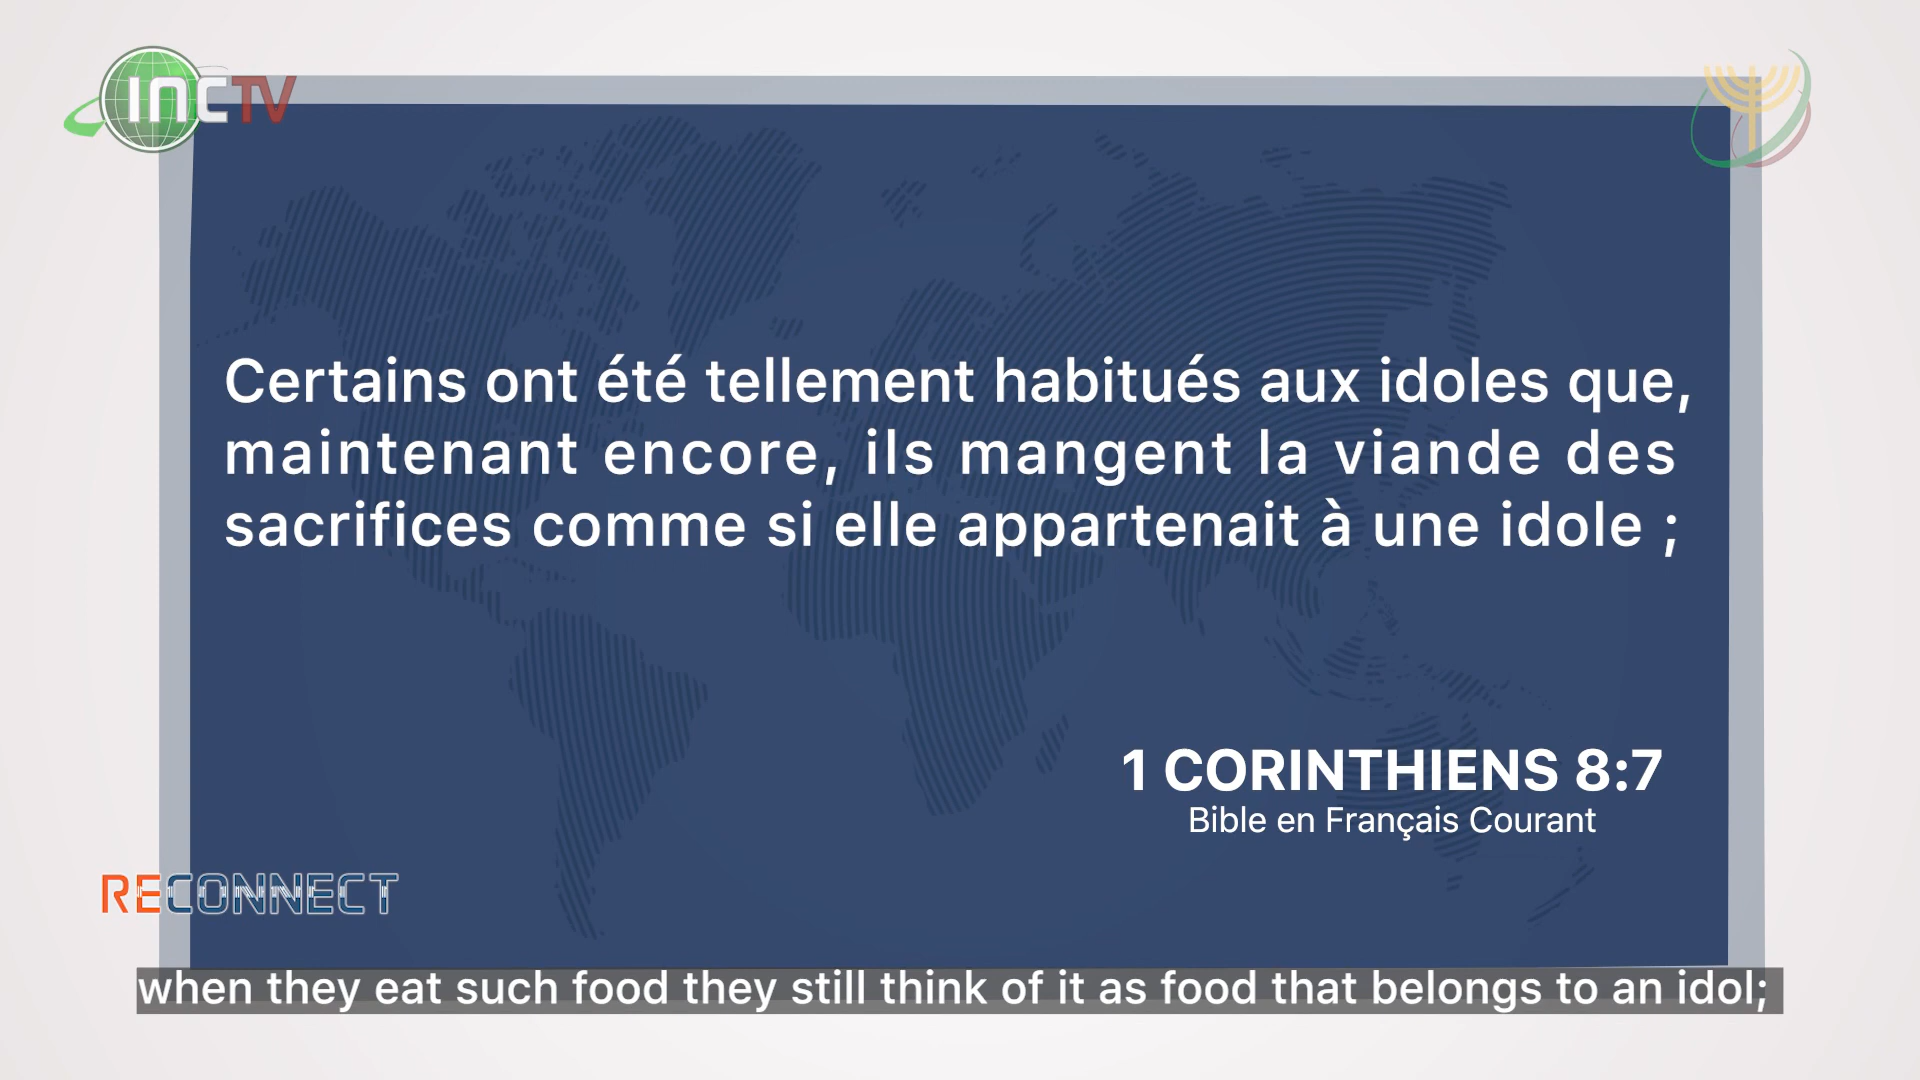 INCTV
Certains ont été tellement habitués aux idoles que,
maintenant encore, ils mangent la viande des
sacrifices comme si elle appartenait à une idole ;
1 CORINTHIENS 8:7
Bible en Français Courant
RECONNECT
when they eat such food they still think of it as food that belongs to an idol;